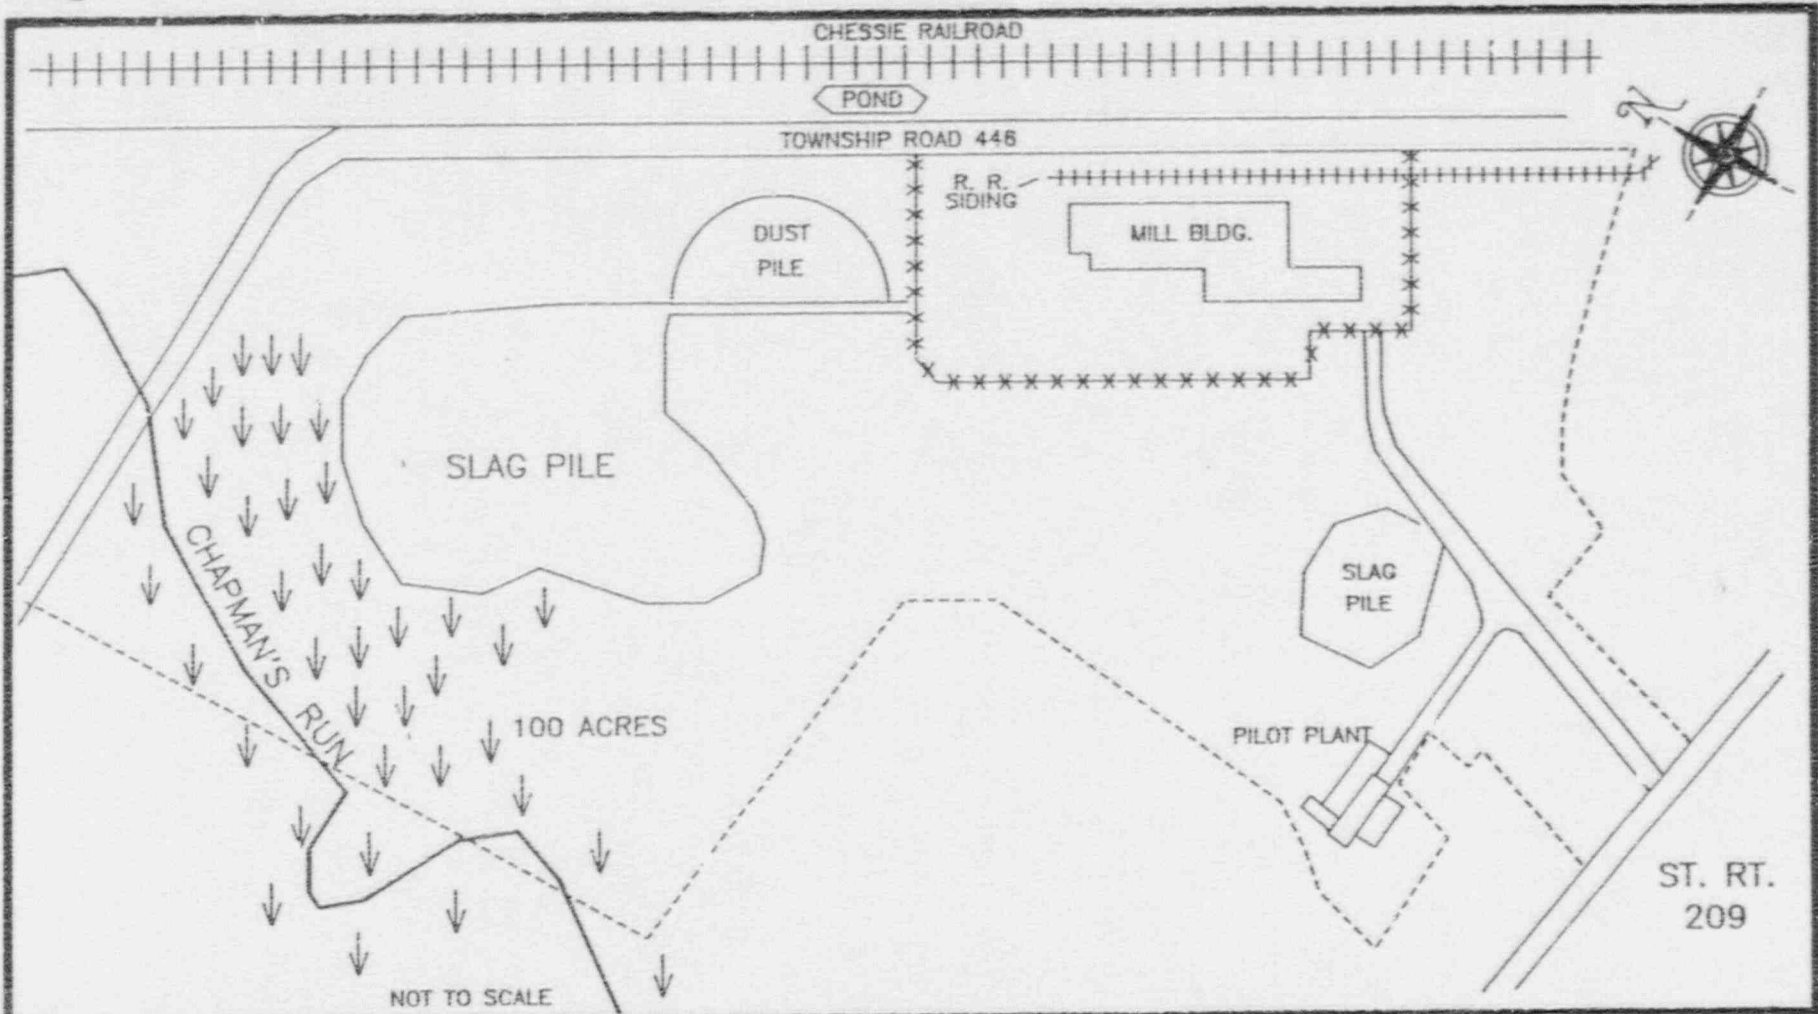 CHESSIE RAILROAD
POND
TOWNSHIP ROAD 446
N
R. R.
SIDING
DUST
PILE
MILL BLDG.
SLAG PILE
CHAPMAN'S RUN
SLAG
PILE
100 ACRES
PILOT PLANT
ST. RT.
209
NOT TO SCALE